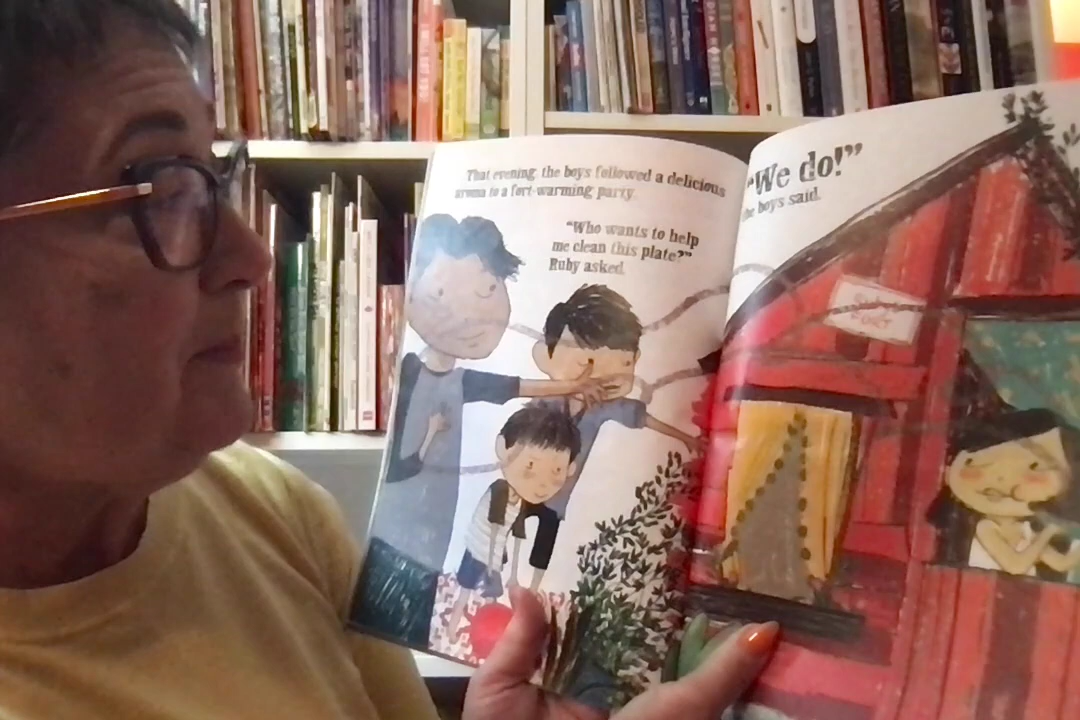 That evening, the boys followed a delicious
aroma to a fort-warming party.
"Who wants to help
me clean this plate?"
Ruby asked.
"We do!"
the boys said.